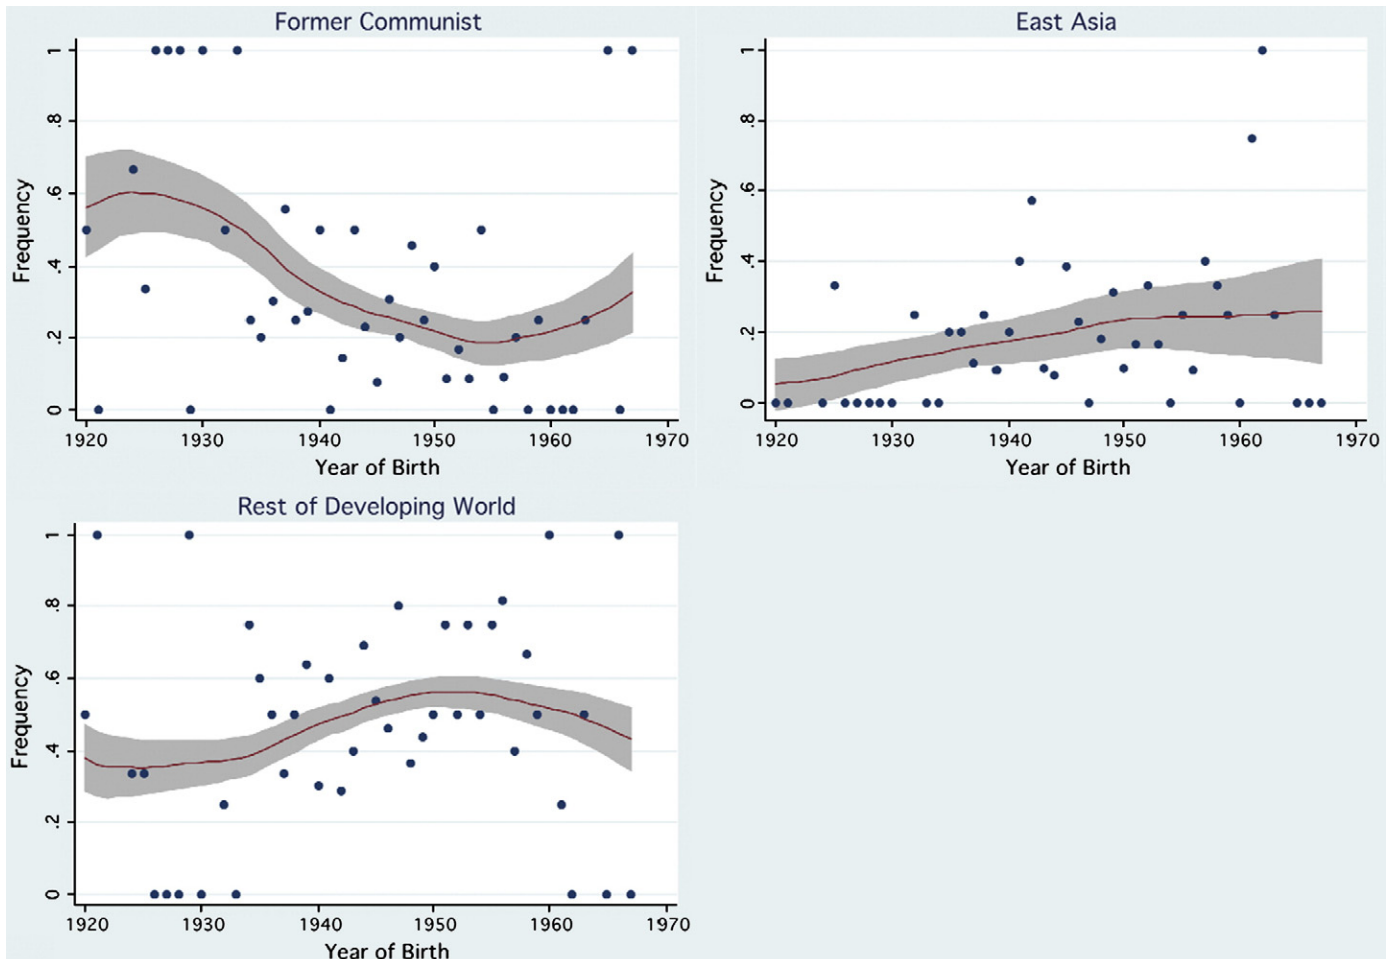 Former Communist
Frequency
1
.8
.6
.4
.2
0
1920 1930 1940 1950 1960 1970
Year of Birth
East Asia
Frequency
1
.8
.6
.4
.2
0
1920 1930 1940 1950 1960 1970
Year of Birth
Rest of Developing World
Frequency
1
.8
.6
.4
.2
0
1920 1930 1940 1950 1960 1970
Year of Birth